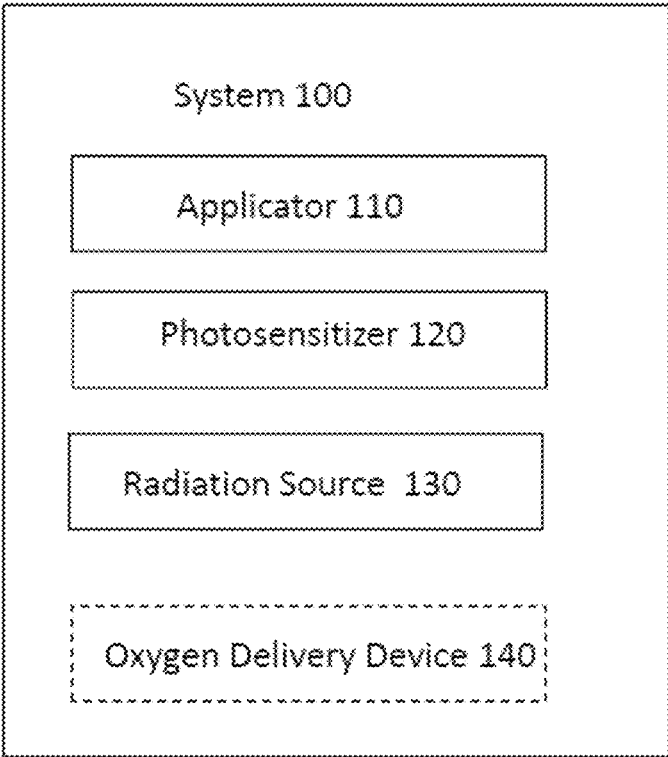 System 100
Applicator 110
Photosensitizer 120
Radiation Source 130
Oxygen Delivery Device 140